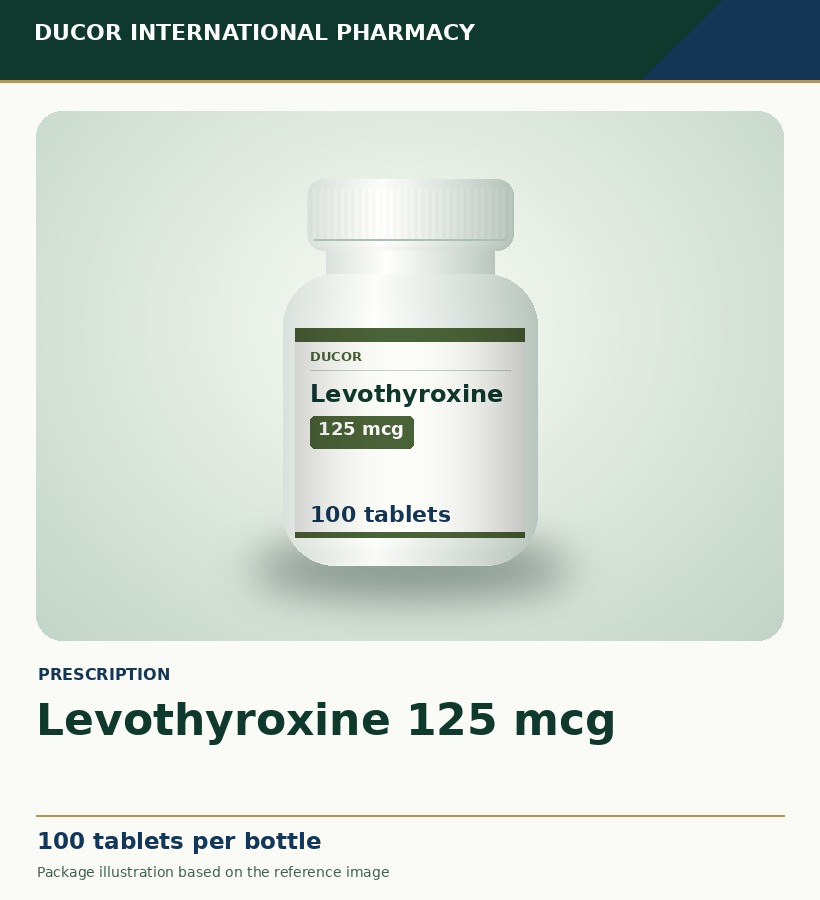 DUCOR INTERNATIONAL PHARMACY
DUCOR
Levothyroxine
125 mcg
100 tablets
PRESCRIPTION
Levothyroxine 125 mcg
100 tablets per bottle
Package illustration based on the reference image